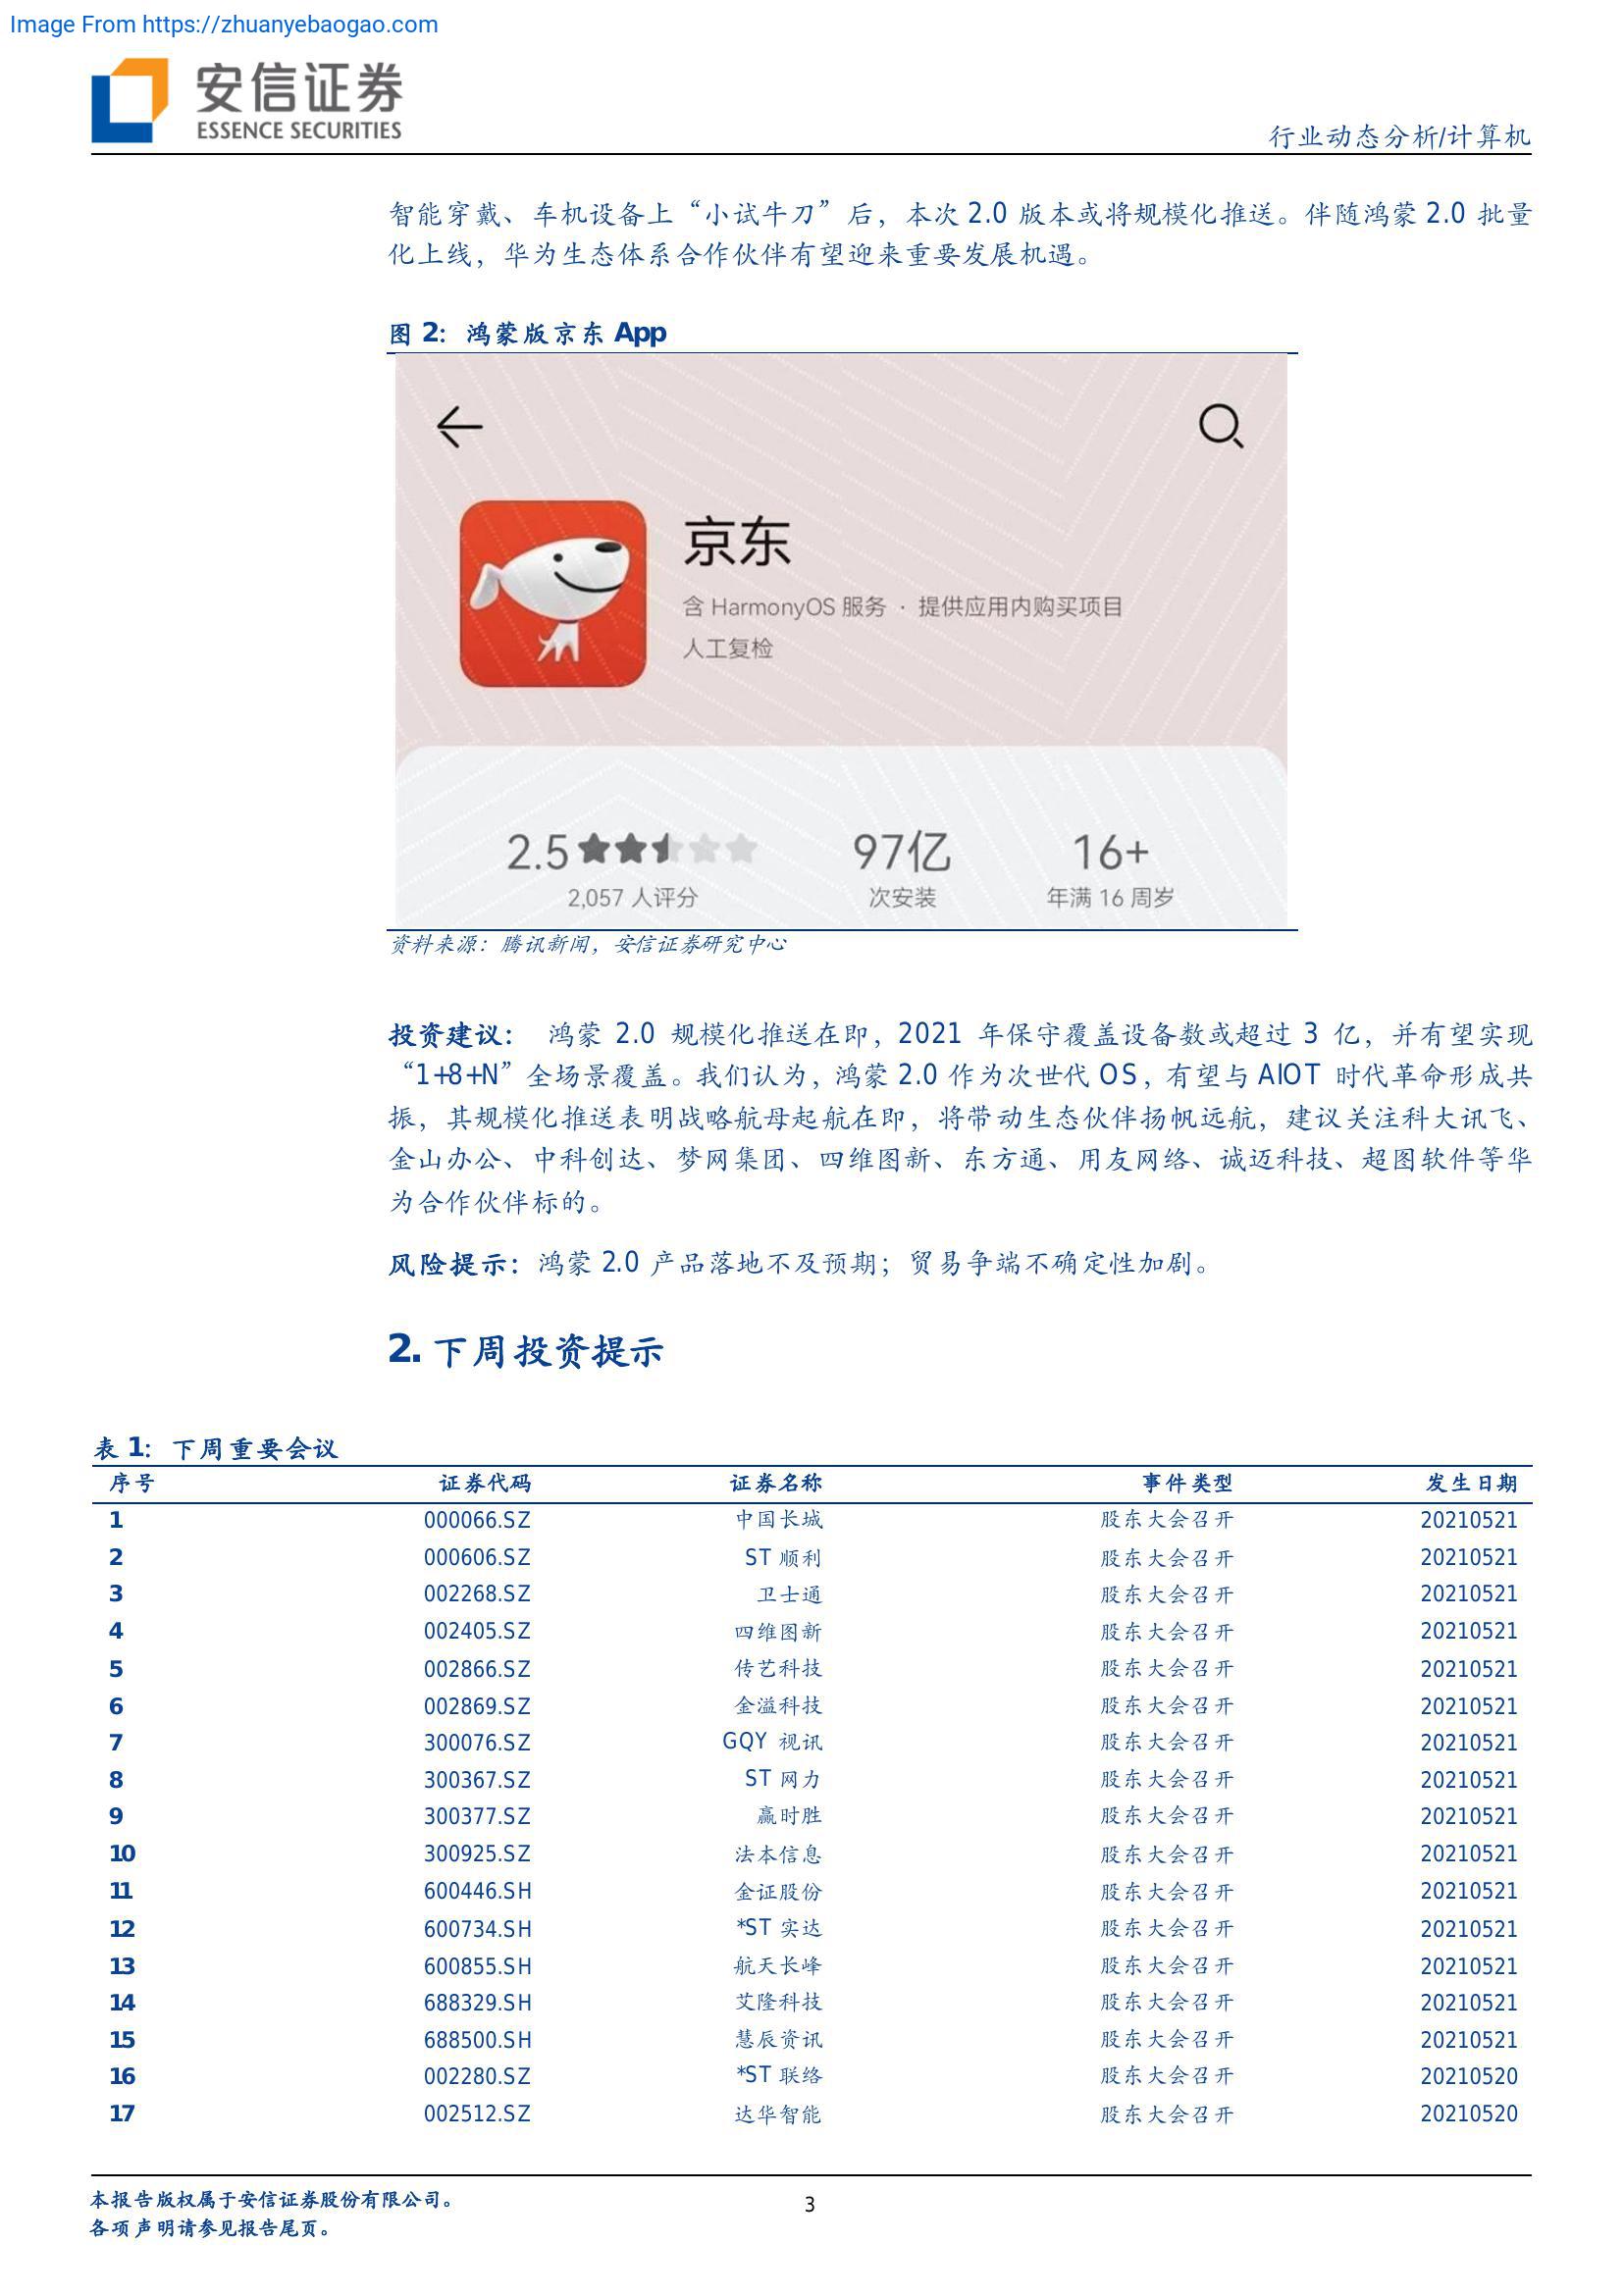 Image From https://zhuanyebaogao.com
安信证券
ESSENCE SECURITIES
行业动态分析/计算机
智能穿戴、车机设备上“小试牛刀”后，本次 2.0 版本或将规模化推送。伴随鸿蒙 2.0 批量
化上线，华为生态体系合作伙伴有望迎来重要发展机遇。
图 2：鸿蒙版京东 App
京东
含 HarmonyOS 服务 · 提供应用内购买项目
人工复检
2.5 97亿 16+
2,057 人评分 次安装 年满 16 周岁
资料来源：腾讯新闻，安信证券研究中心
投资建议： 鸿蒙 2.0 规模化推送在即，2021 年保守覆盖设备数或超过 3 亿，并有望实现
“1+8+N”全场景覆盖。我们认为，鸿蒙 2.0 作为次世代 OS，有望与 AIOT 时代革命形成共
振，其规模化推送表明战略航母起航在即，将带动生态伙伴扬帆远航，建议关注科大讯飞、
金山办公、中科创达、梦网集团、四维图新、东方通、用友网络、诚迈科技、超图软件等华
为合作伙伴标的。
风险提示：鸿蒙 2.0 产品落地不及预期；贸易争端不确定性加剧。
2. 下周投资提示
表 1：下周重要会议
序号 证券代码 证券名称 事件类型 发生日期
1 000066.SZ 中国长城 股东大会召开 20210521
2 000606.SZ ST 顺利 股东大会召开 20210521
3 002268.SZ 卫士通 股东大会召开 20210521
4 002405.SZ 四维图新 股东大会召开 20210521
5 002866.SZ 传艺科技 股东大会召开 20210521
6 002869.SZ 金溢科技 股东大会召开 20210521
7 300076.SZ GQY 视讯 股东大会召开 20210521
8 300367.SZ ST 网力 股东大会召开 20210521
9 300377.SZ 赢时胜 股东大会召开 20210521
10 300925.SZ 法本信息 股东大会召开 20210521
11 600446.SH 金证股份 股东大会召开 20210521
12 600734.SH *ST 实达 股东大会召开 20210521
13 600855.SH 航天长峰 股东大会召开 20210521
14 688329.SH 艾隆科技 股东大会召开 20210521
15 688500.SH 慧辰资讯 股东大会召开 20210521
16 002280.SZ *ST 联络 股东大会召开 20210520
17 002512.SZ 达华智能 股东大会召开 20210520
本报告版权属于安信证券股份有限公司。
3
各项声明请参见报告尾页。